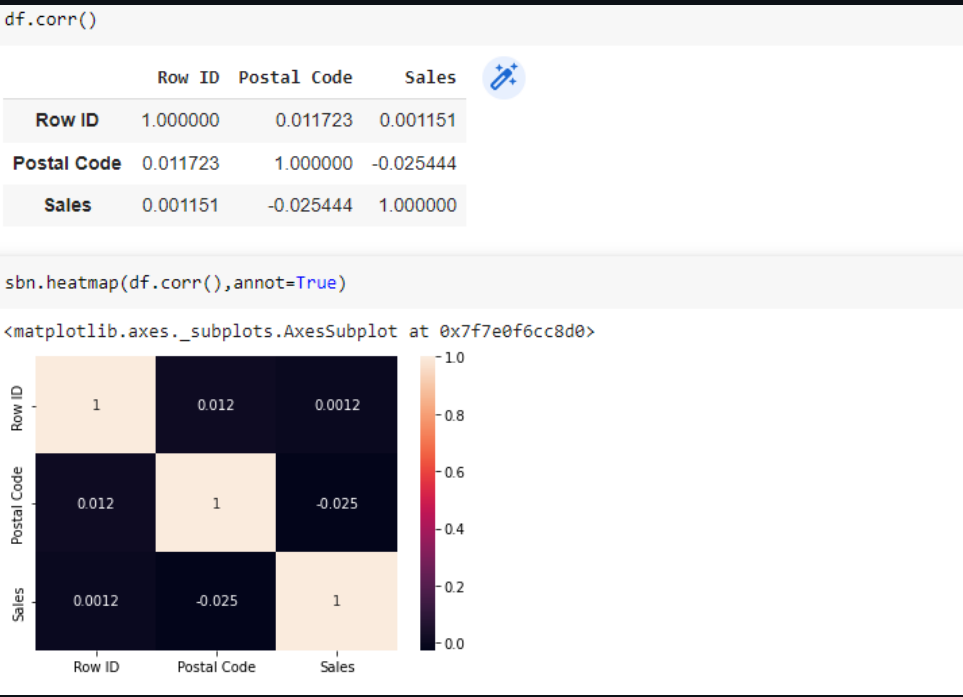 df.corr()
Row ID Postal Code Sales
Row ID 1.000000 0.011723 0.001151
Postal Code 0.011723 1.000000 -0.025444
Sales 0.001151 -0.025444 1.000000
sbn.heatmap(df.corr(),annot=True)
<matplotlib.axes._subplots.AxesSubplot at 0x7f7e0f6cc8d0>
1.0
Row ID 1 0.012 0.0012
0.8
0.6
Postal Code 0.012 1 -0.025
0.4
0.2
Sales 0.0012 -0.025 1
0.0
Row ID Postal Code Sales